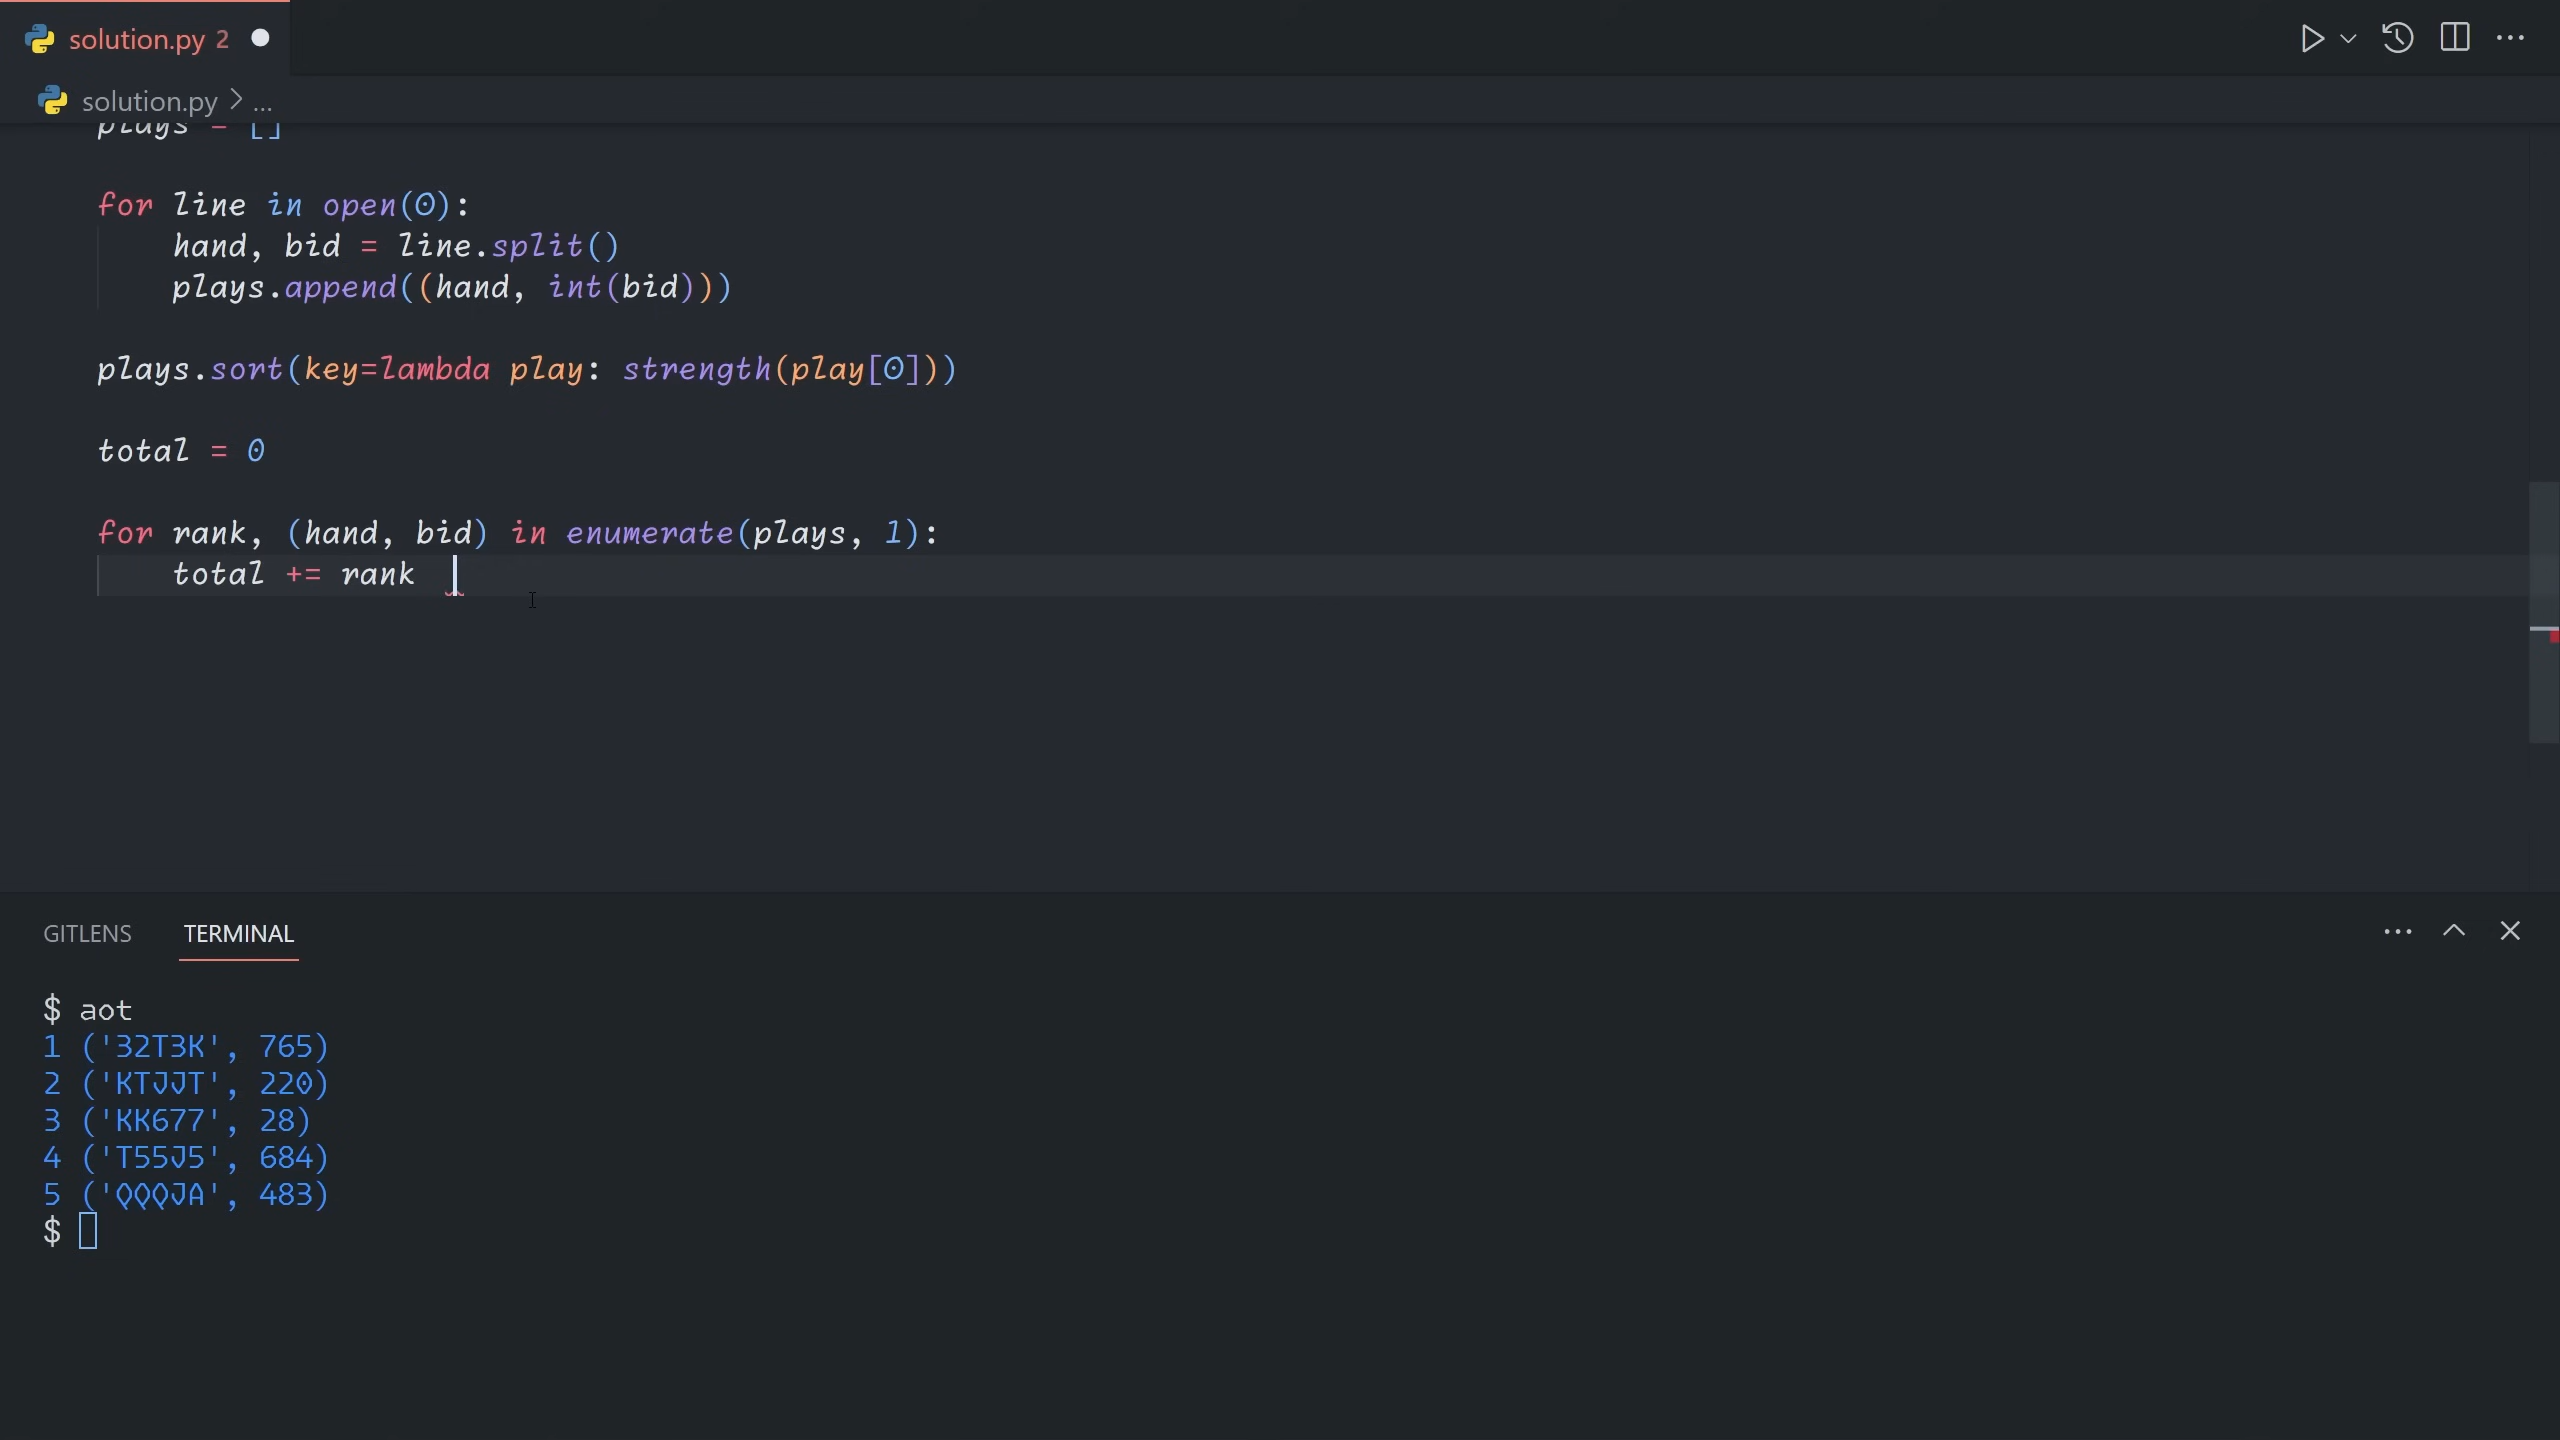 solution.py 2
solution.py > ...
plays = []
for line in open(0):
hand, bid = line.split()
plays.append((hand, int(bid)))
plays.sort(key=lambda play: strength(play[0]))
total = 0
for rank, (hand, bid) in enumerate(plays, 1):
total += rank
GITLENS TERMINAL
$ aot
1 ('32T3K', 765)
2 ('KTJJT', 220)
3 ('KK677', 28)
4 ('T55J5', 684)
5 ('QQQJA', 483)
$